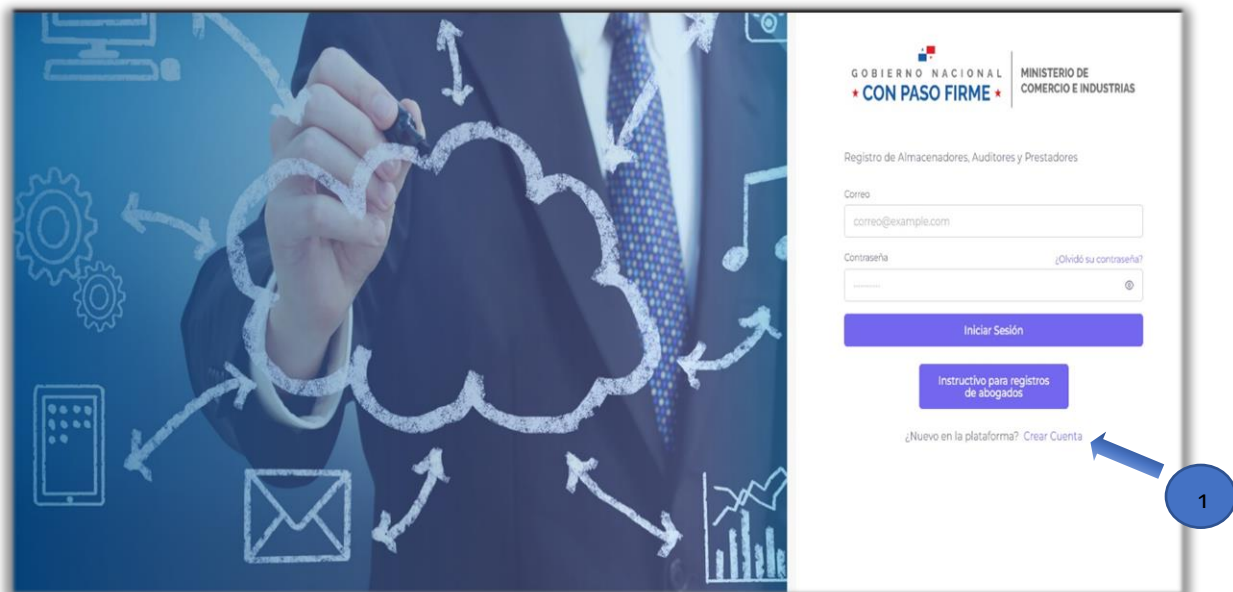 GOBIERNO NACIONAL
★ CON PASO FIRME ★
MINISTERIO DE
COMERCIO E INDUSTRIAS
Registro de Almacenadores, Auditores y Prestadores
Correo
correo@example.com
Contraseña
¿Olvidó su contraseña?
Iniciar Sesión
Instructivo para registros
de abogados
¿Nuevo en la plataforma? Crear Cuenta
1